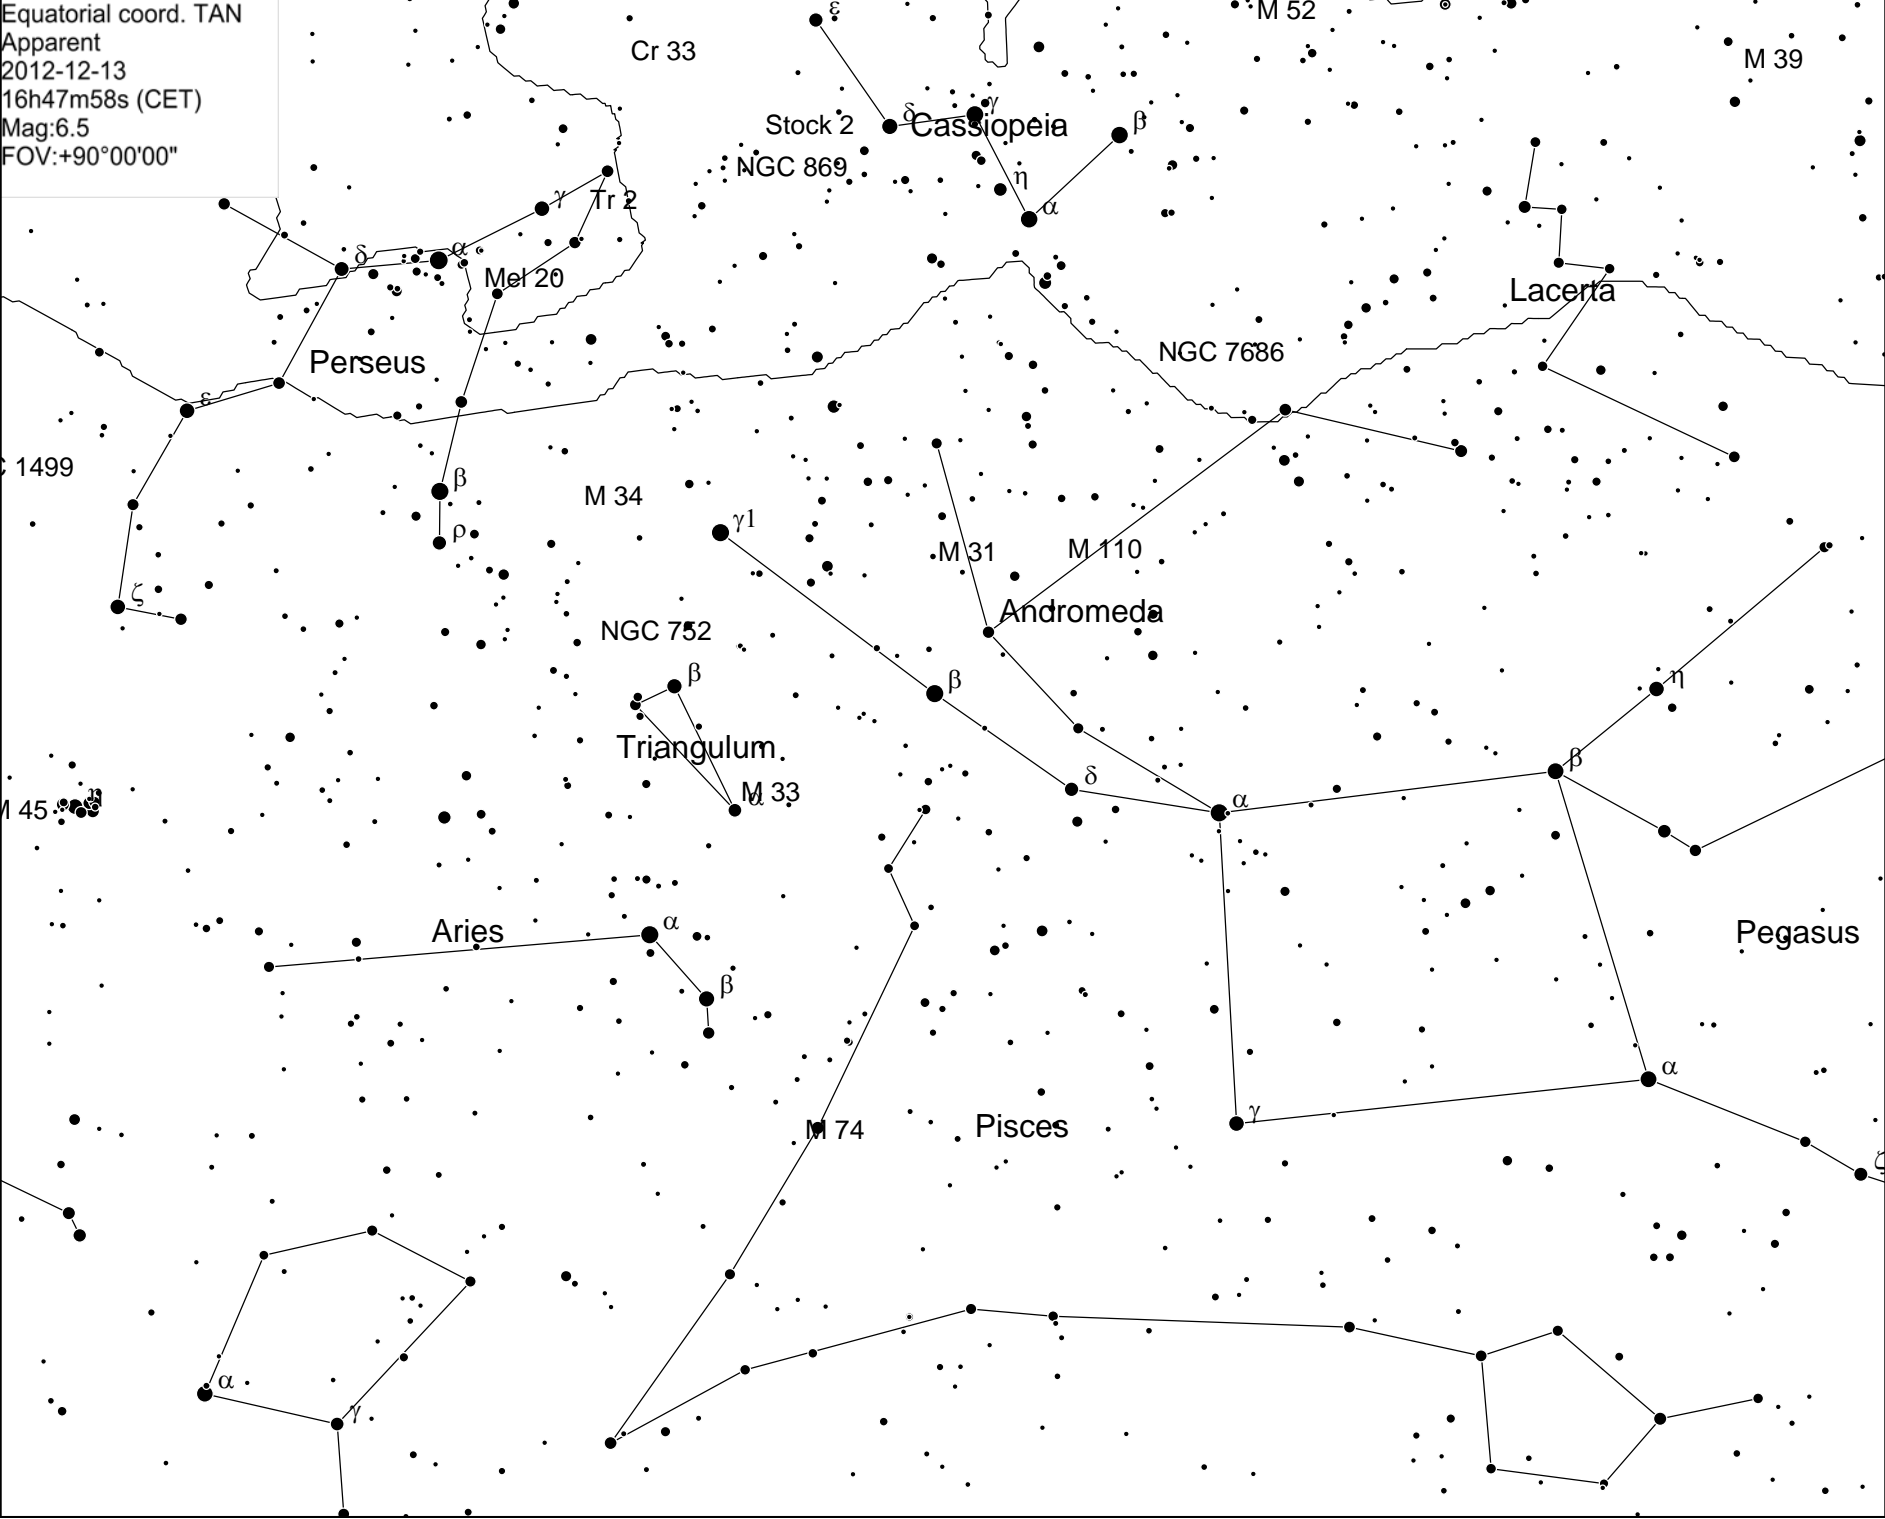 Equatorial coord. TAN
Apparent
2012-12-13
16h47m58s (CET)
Mag:6.5
FOV:+90°00'00"
ε
M 52
Cr 33
M 39
γ
δ
Cassiopeia
β
Stock 2
NGC 869
η
α
γ
Tr 2
δ
α
Mel 20
Lacerta
Perseus
NGC 7686
ε
C 1499
β
M 34
ρ
γ1
M 31
M 110
ζ
Andromeda
NGC 752
β
β
η
Triangulum
δ
β
M 45
η
M 33
α
α
Aries
α
Pegasus
β
α
γ
M 74
Pisces
ζ
α
γ